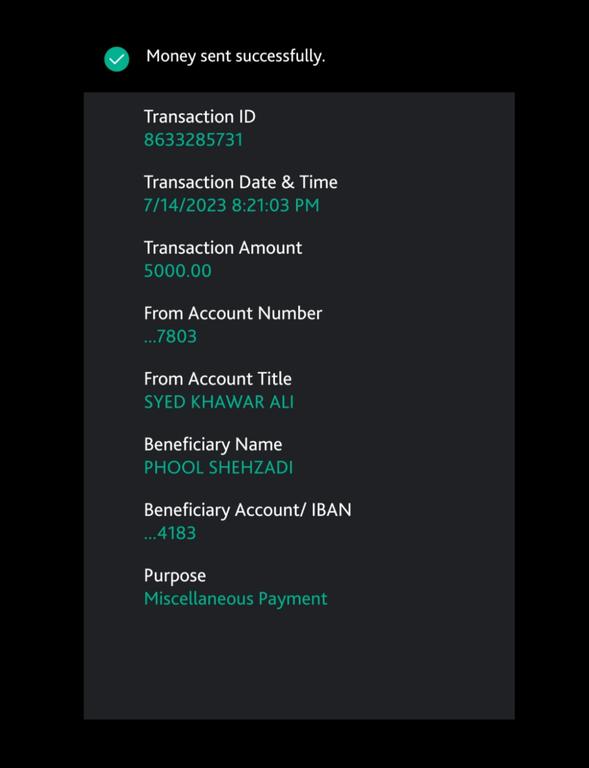 Money sent successfully.
Transaction ID
8633285731
Transaction Date & Time
7/14/2023 8:21:03 PM
Transaction Amount
5000.00
From Account Number
...7803
From Account Title
SYED KHAWAR ALI
Beneficiary Name
PHOOL SHEHZADI
Beneficiary Account/ IBAN
...4183
Purpose
Miscellaneous Payment